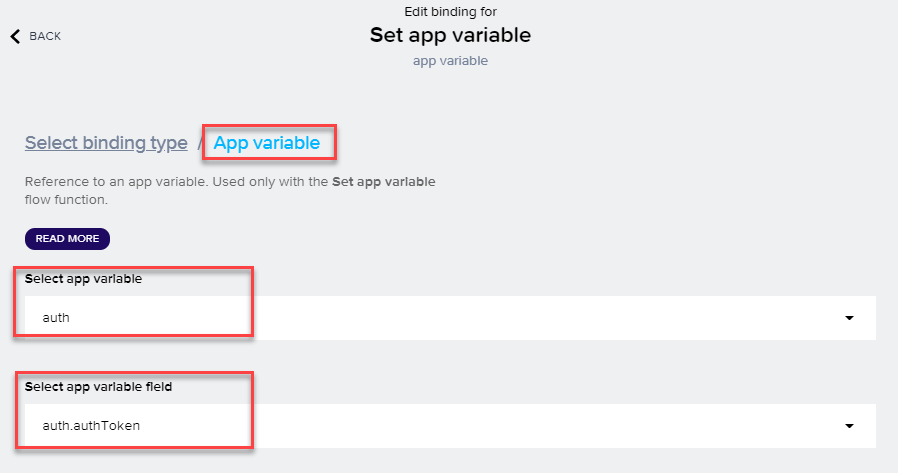 Edit binding for
Set app variable
BACK
app variable
Select binding type / App variable
Reference to an app variable. Used only with the Set app variable
flow function.
READ MORE
Select app variable
auth
Select app variable field
auth.authToken